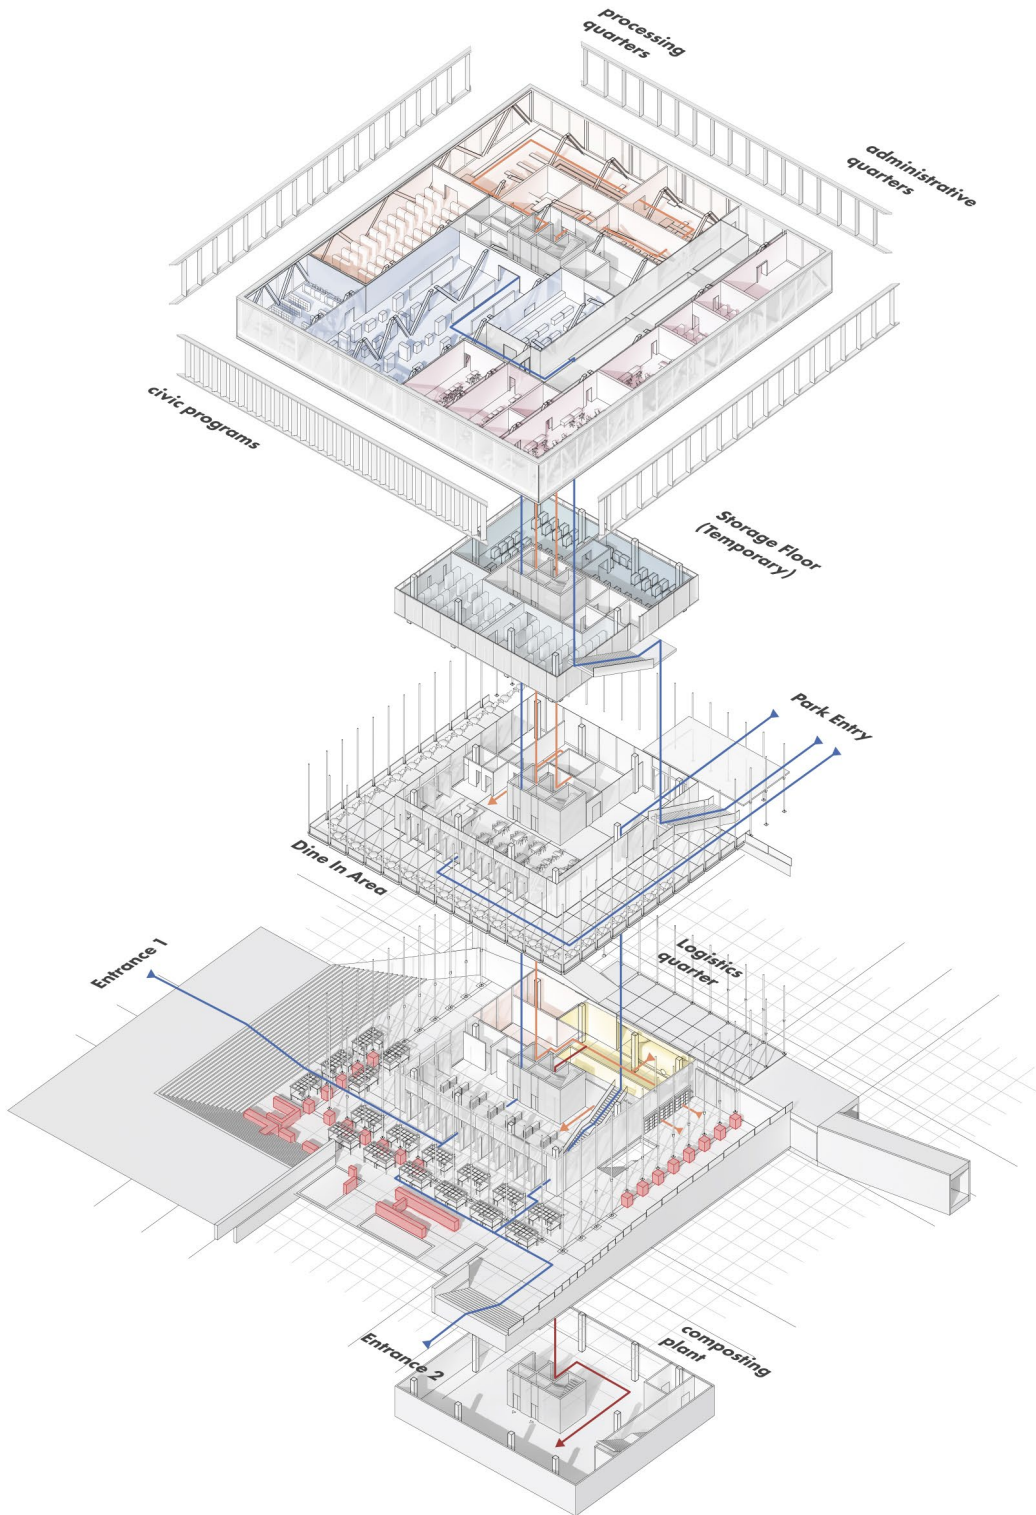 processing
quarters
administrative
quarters
civic programs
Storage Floor
(Temporary)
Park Entry
Dine In Area
Entrance 1
Logistics
quarter
Entrance 2
composting
plant